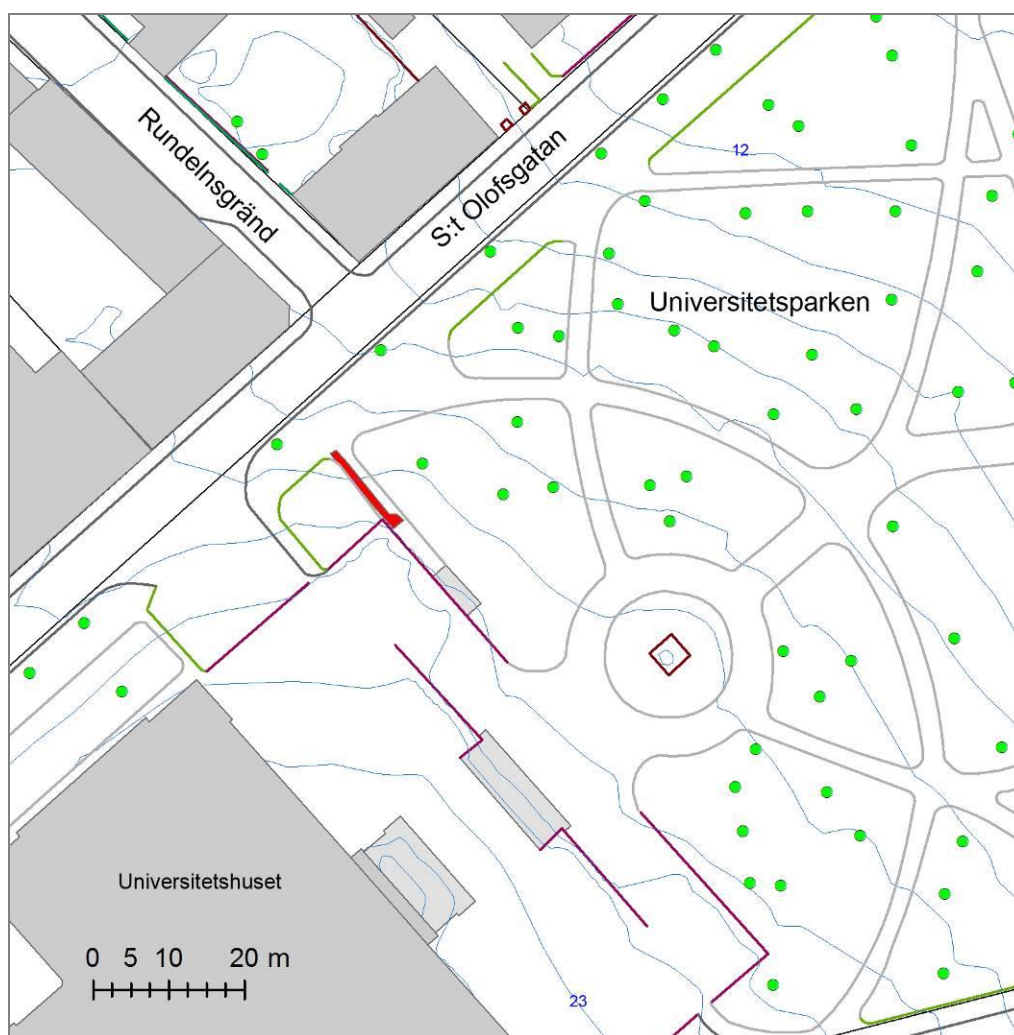 12
Rundelnsgränd
S:t Olofsgatan
Universitetsparken
Universitetshuset
0 5 10 20 m
23